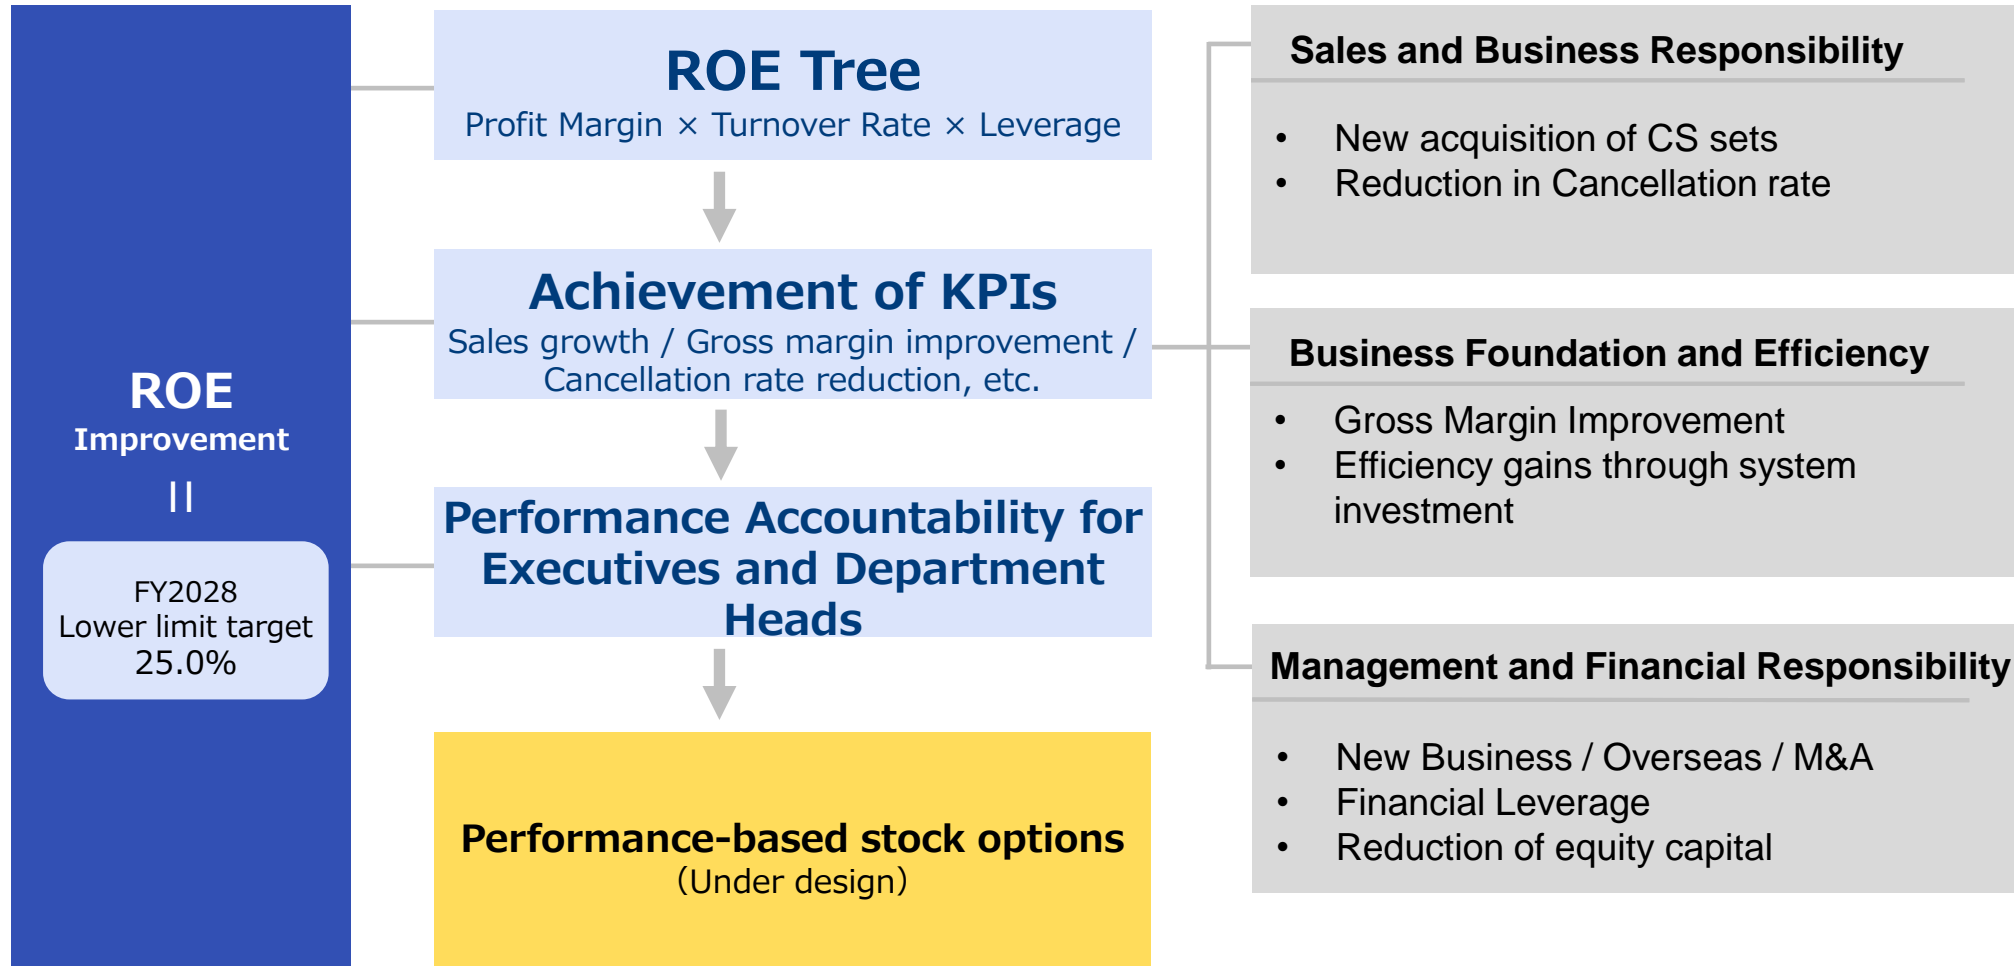 ROE
Improvement
=
FY2028
Lower limit target
25.0%
ROE Tree
Profit Margin × Turnover Rate × Leverage
Achievement of KPIs
Sales growth / Gross margin improvement /
Cancellation rate reduction, etc.
Performance Accountability for
Executives and Department
Heads
Performance-based stock options
（Under design）
Sales and Business Responsibility
• New acquisition of CS sets
• Reduction in Cancellation rate
Business Foundation and Efficiency
• Gross Margin Improvement
• Efficiency gains through system
investment
Management and Financial Responsibility
• New Business / Overseas / M&A
• Financial Leverage
• Reduction of equity capital